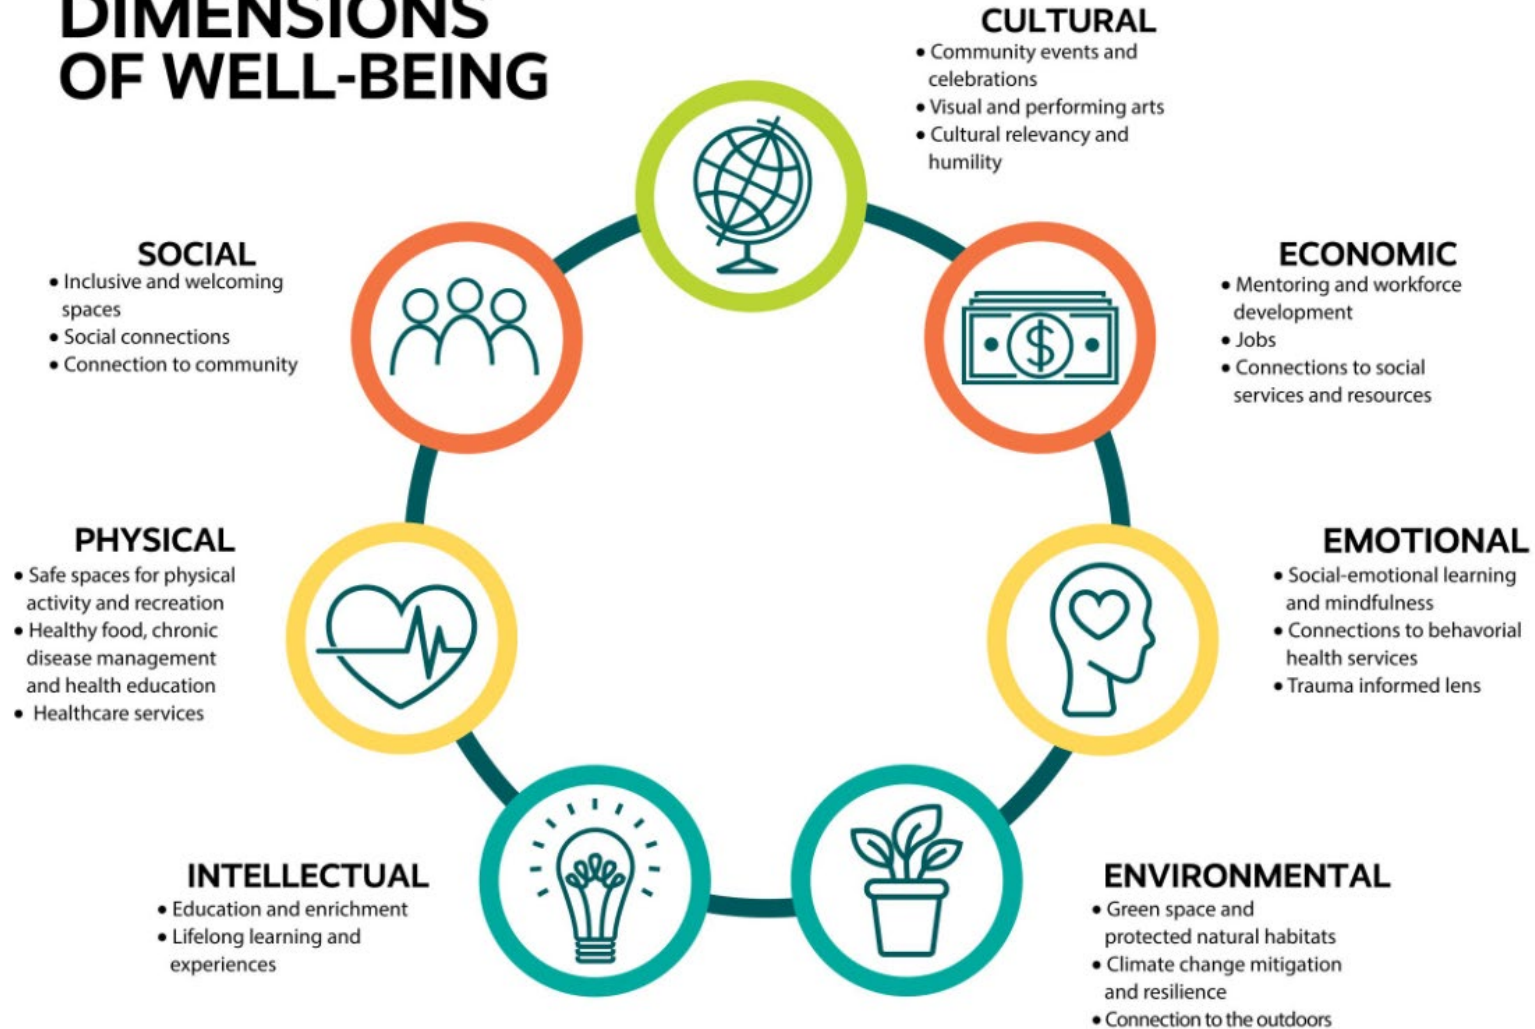 DIMENSIONS
OF WELL-BEING
CULTURAL
• Community events and
celebrations
• Visual and performing arts
• Cultural relevancy and
humility
SOCIAL
• Inclusive and welcoming
spaces
• Social connections
• Connection to community
ECONOMIC
• Mentoring and workforce
development
• Jobs
• Connections to social
services and resources
PHYSICAL
• Safe spaces for physical
activity and recreation
• Healthy food, chronic
disease management
and health education
• Healthcare services
EMOTIONAL
• Social-emotional learning
and mindfulness
• Connections to behavorial
health services
• Trauma informed lens
INTELLECTUAL
• Education and enrichment
• Lifelong learning and
experiences
ENVIRONMENTAL
• Green space and
protected natural habitats
• Climate change mitigation
and resilience
• Connection to the outdoors
$